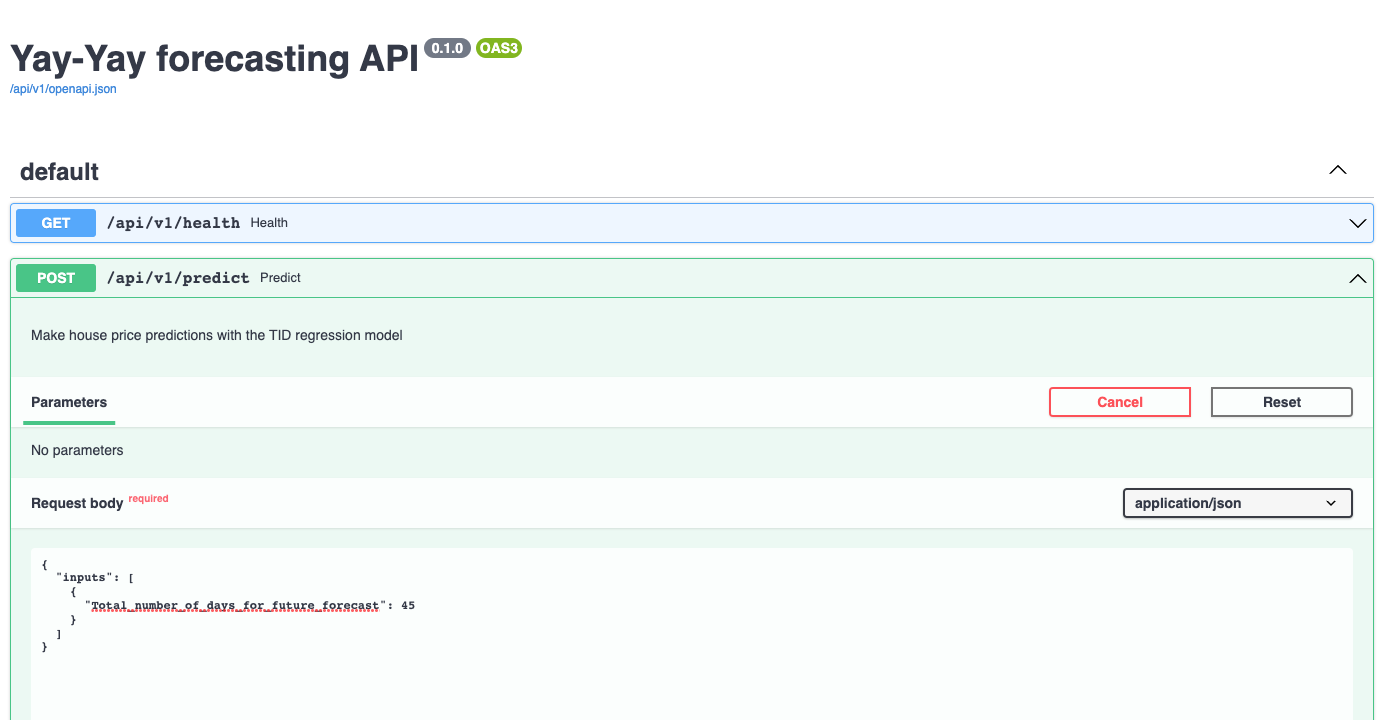 Yay-Yay forecasting API 0.1.0 OAS3
/api/v1/openapi.json
default
GET /api/v1/health Health
POST /api/v1/predict Predict
Make house price predictions with the TID regression model
Parameters Cancel Reset
No parameters
Request body required application/json
{
"inputs": [
{
"Total_number_of_days_for_future_forecast": 45
}
]
}